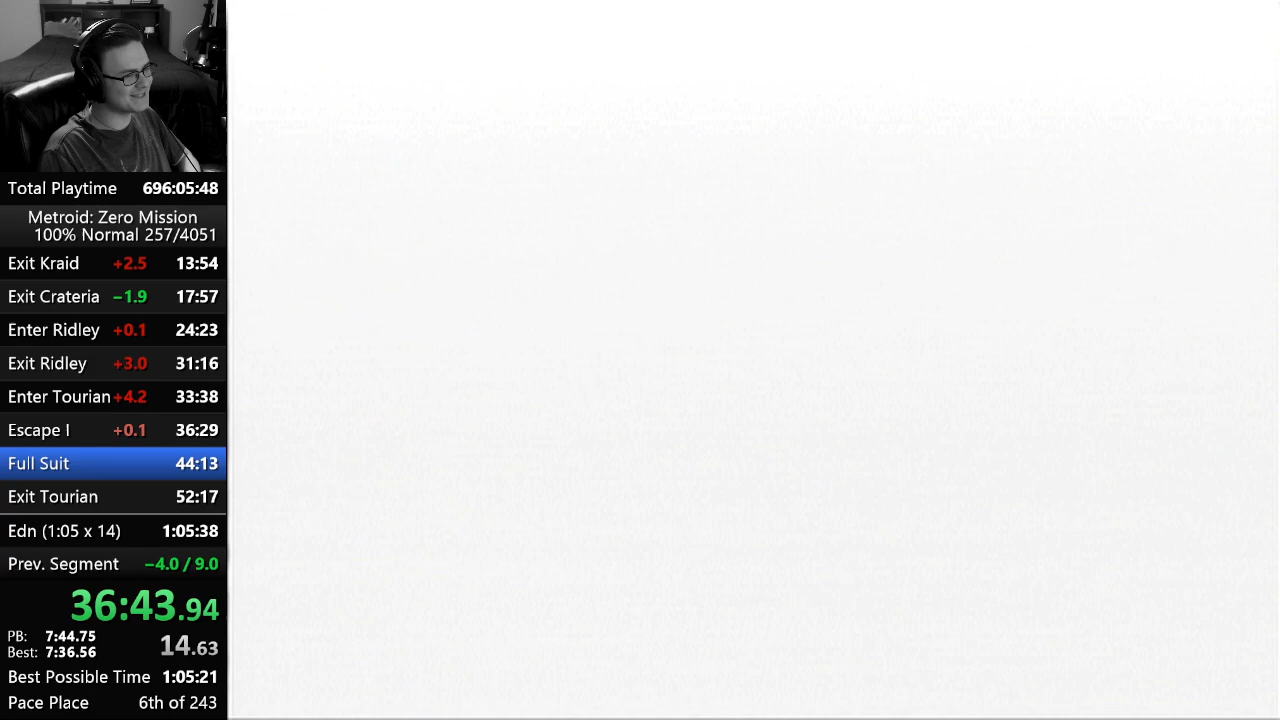 Total Playtime 696:05:48
Metroid: Zero Mission
100% Normal 257/4051
Exit Kraid +2.5 13:54
Exit Crateria −1.9 17:57
Enter Ridley +0.1 24:23
Exit Ridley +3.0 31:16
Enter Tourian +4.2 33:38
Escape I +0.1 36:29
Full Suit 44:13
Exit Tourian 52:17
Edn (1:05 x 14) 1:05:38
Prev. Segment −4.0 / 9.0
36:43.94
PB: 7:44.75
Best: 7:36.56
14.63
Best Possible Time 1:05:21
Pace Place 6th of 243